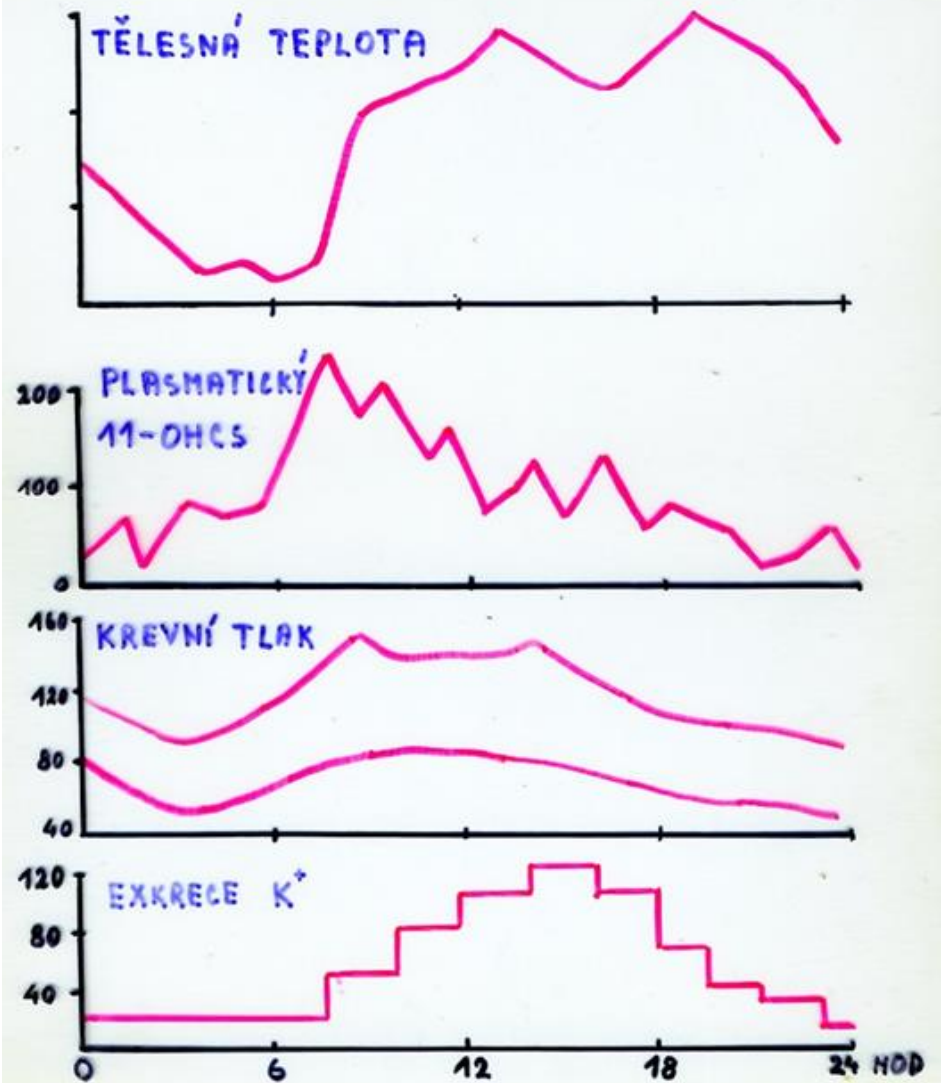 TĚLESNÁ TEPLOTA
PLASMATICKÝ
11-OHCS
200
100
0
KREVNÍ TLAK
160
120
80
40
EXKRECE K+
120
80
40
0 6 12 18 24 HOD